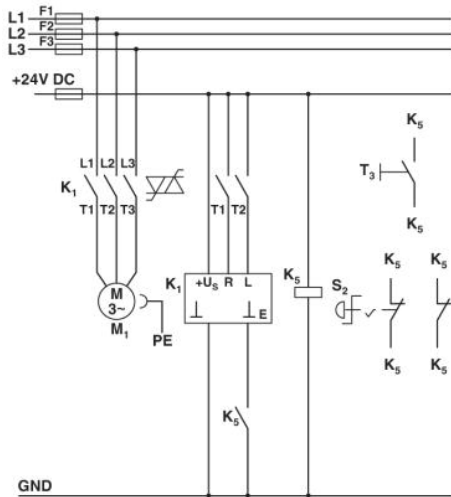 L1 F1
L2 F2
L3 F3
+24V DC
L1 L2 L3
K1
T1 T2 T3
T1 T2
K5
T3
K5
K1
+US R L
E
K5
S2
K5 K5
M
3~
M1
PE
K5 K5
K5
GND